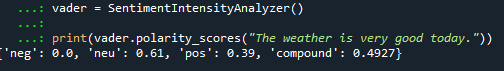 ...: vader = SentimentIntensityAnalyzer()
...:
...: print(vader.polarity_scores("The weather is very good today."))
{'neg': 0.0, 'neu': 0.61, 'pos': 0.39, 'compound': 0.4927}